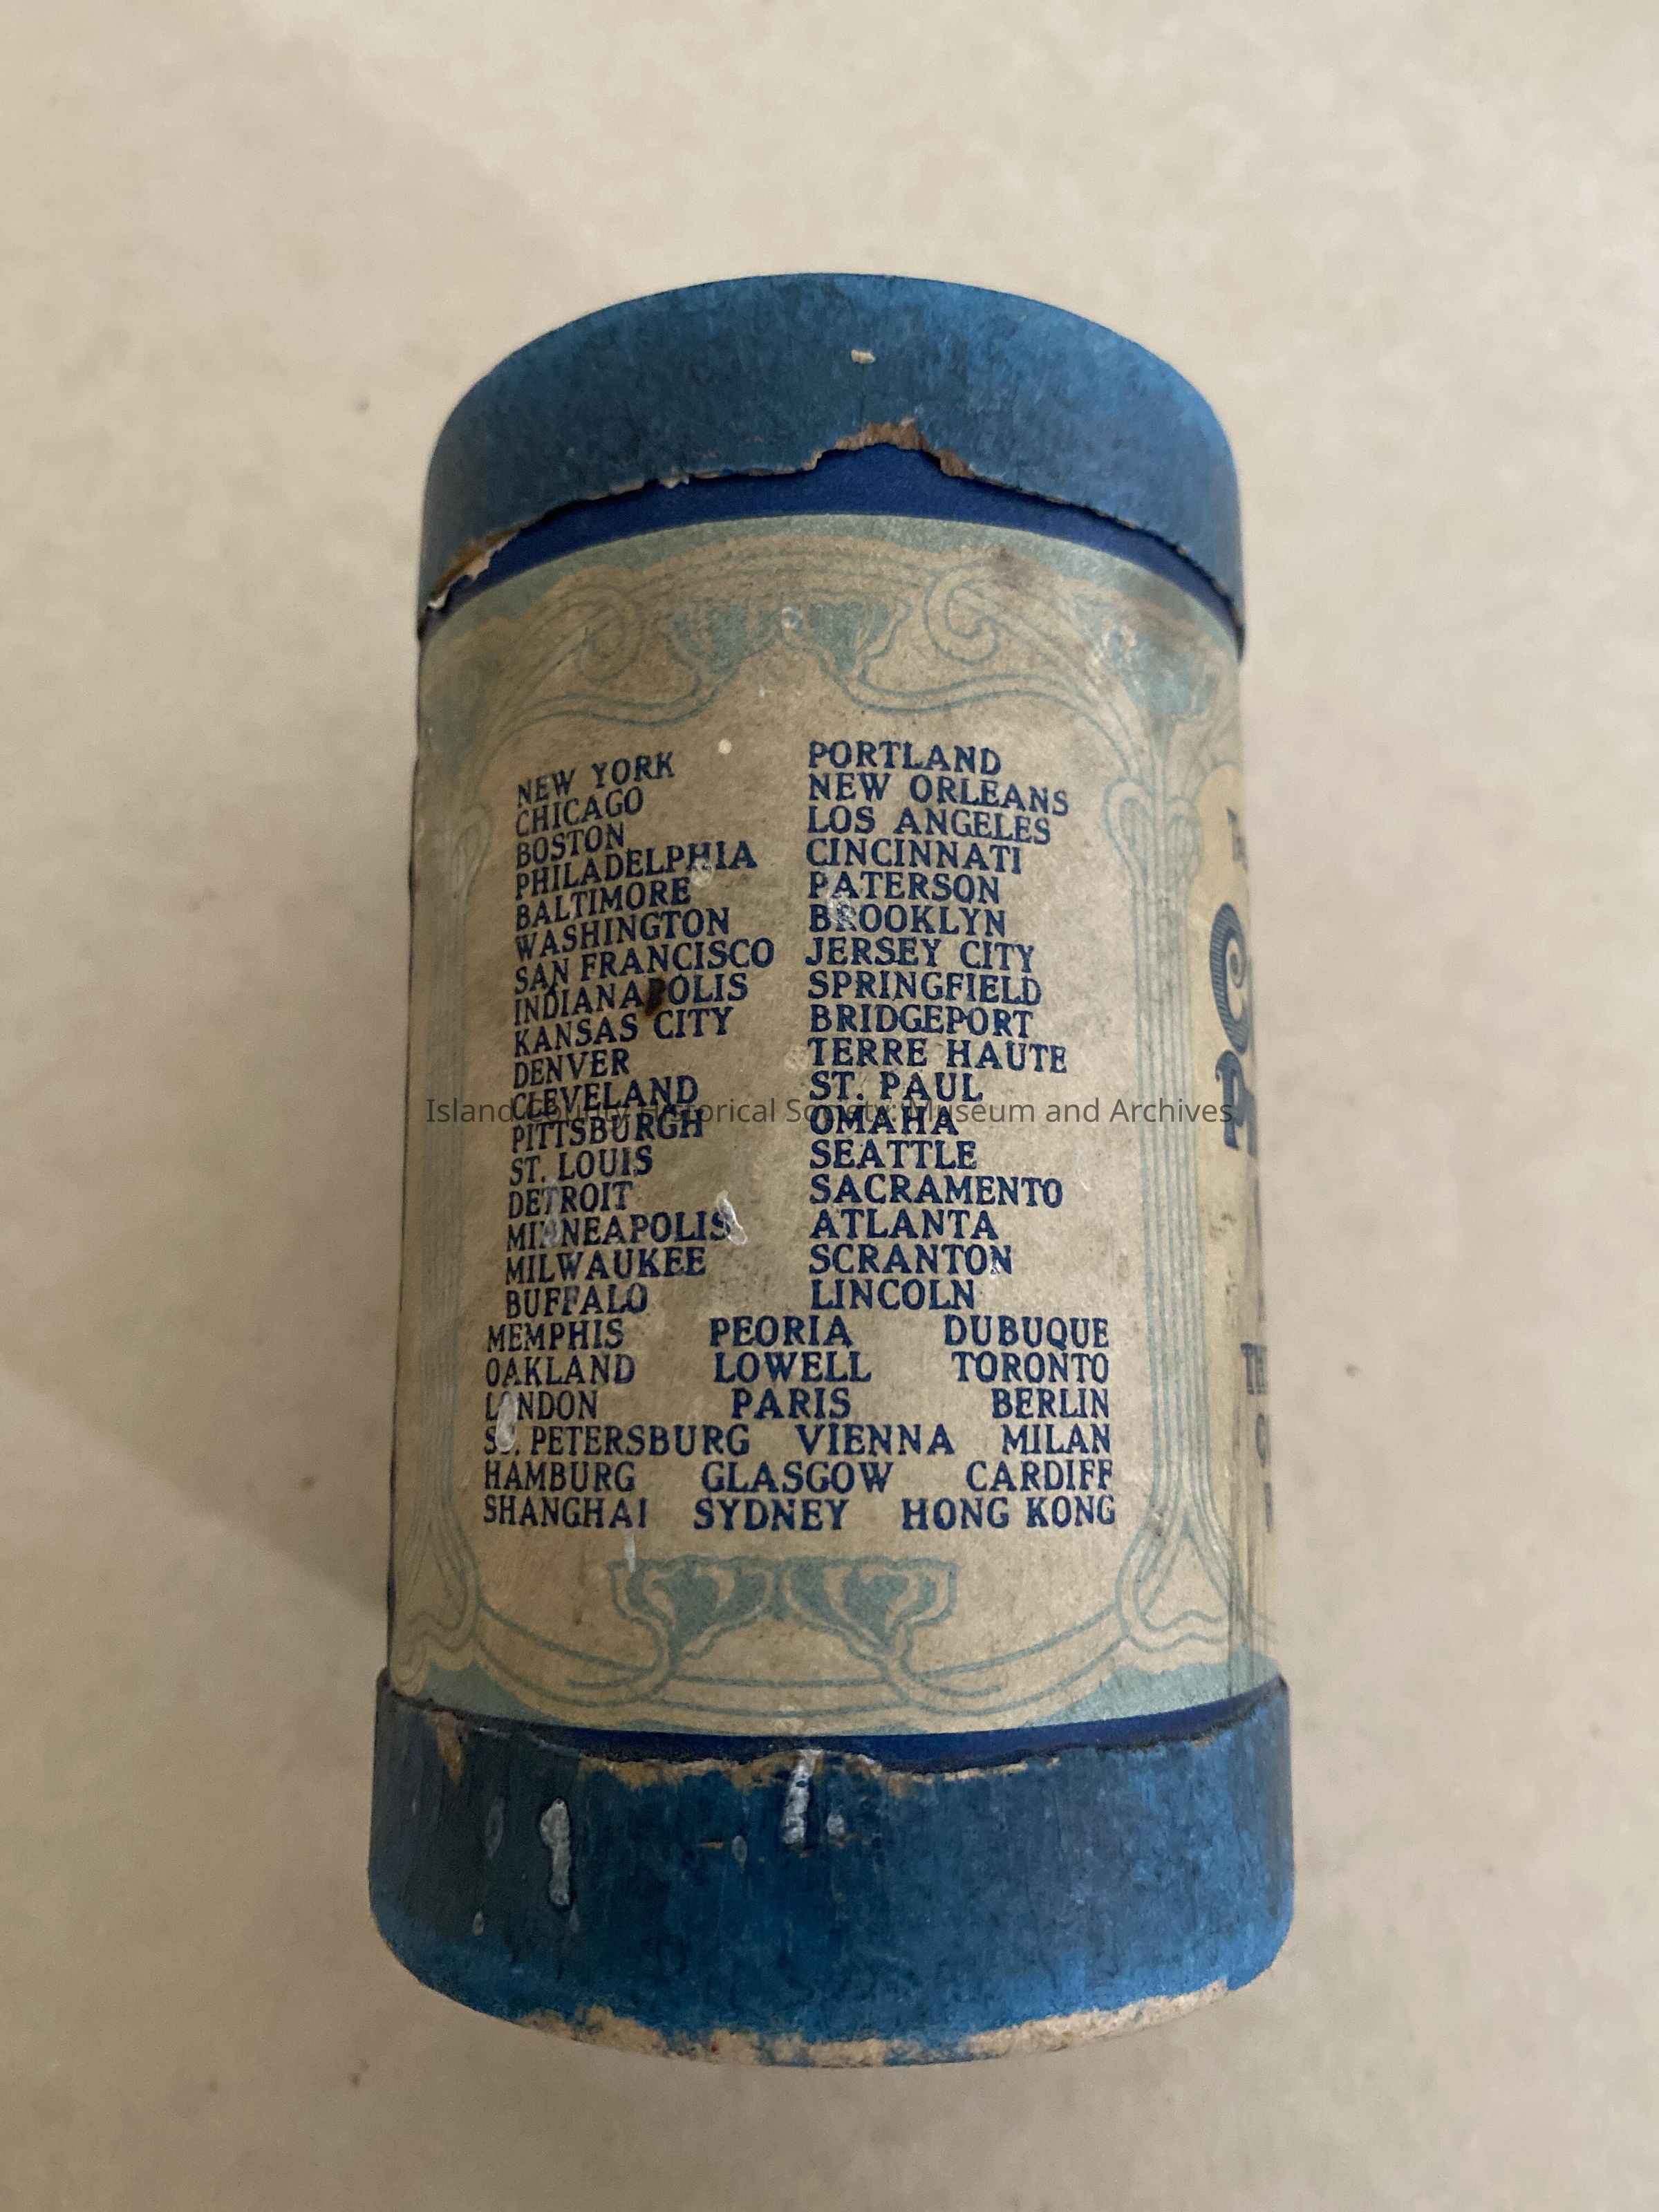 NEW YORK
CHICAGO
BOSTON
PHILADELPHIA
BALTIMORE
WASHINGTON
SAN FRANCISCO
INDIANAPOLIS
KANSAS CITY
DENVER
CLEVELAND
PITTSBURGH
ST. LOUIS
DETROIT
MINNEAPOLIS
MILWAUKEE
BUFFALO
PORTLAND
NEW ORLEANS
LOS ANGELES
CINCINNATI
PATERSON
BROOKLYN
JERSEY CITY
SPRINGFIELD
BRIDGEPORT
TERRE HAUTE
ST. PAUL
OMAHA
SEATTLE
SACRAMENTO
ATLANTA
SCRANTON
LINCOLN
MEMPHIS PEORIA DUBUQUE
OAKLAND LOWELL TORONTO
LONDON PARIS BERLIN
ST. PETERSBURG VIENNA MILAN
HAMBURG GLASGOW CARDIFF
SHANGHAI SYDNEY HONG KONG
Island County Historical Society: Museum and Archives